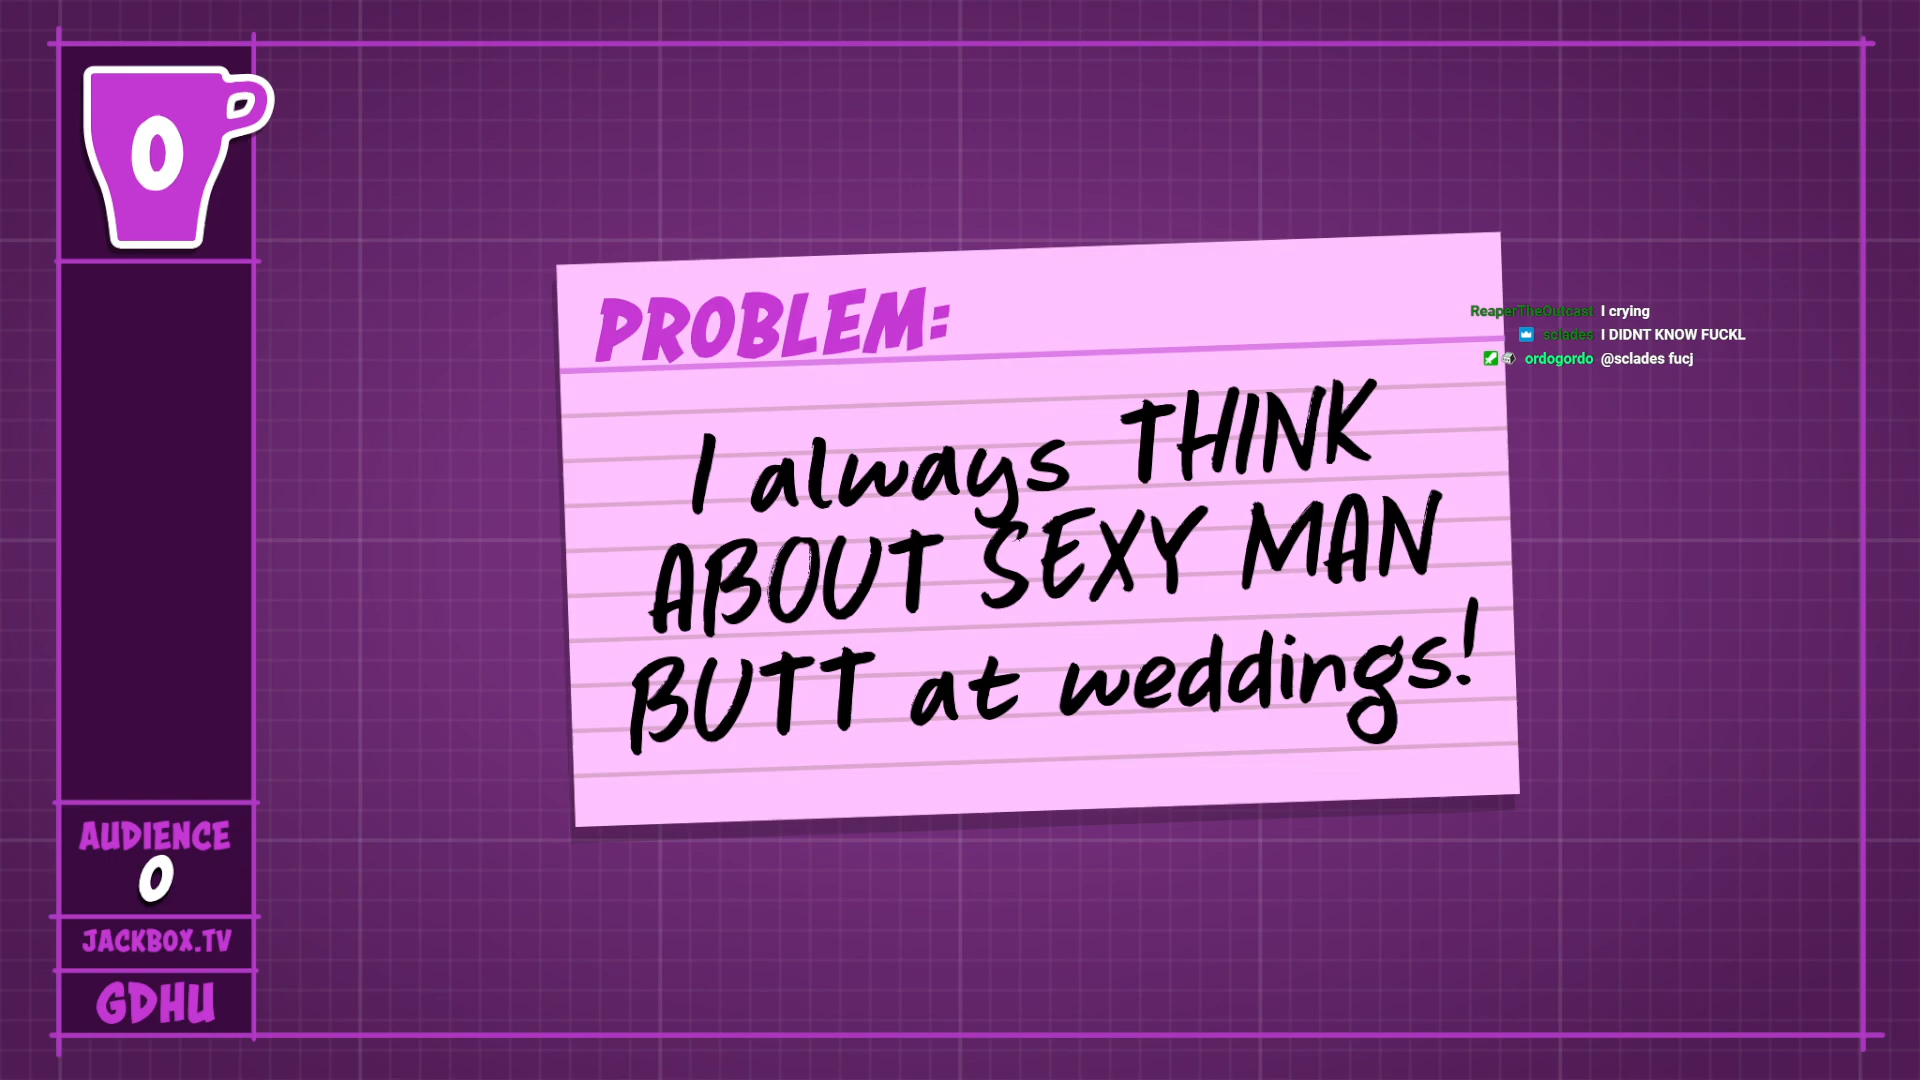 0
PROBLEM:
I always THINK
ABOUT SEXY MAN
BUTT at weddings!
ReaperTheOutcast I crying
sclades I DIDNT KNOW FUCKL
ordogordo @sclades fucj
AUDIENCE
0
JACKBOX.TV
GDHU